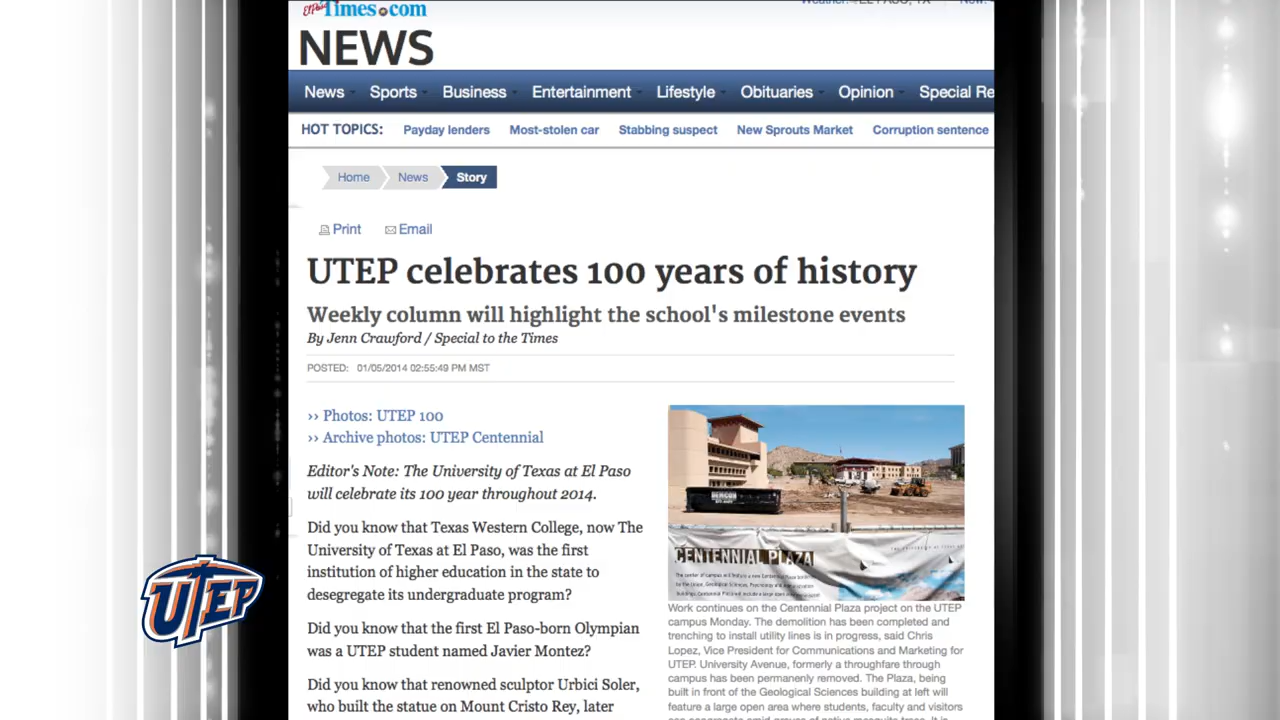 El Paso Times.com
NEWS
News Sports Business Entertainment Lifestyle Obituaries Opinion Special Re
HOT TOPICS: Payday lenders Most-stolen car Stabbing suspect New Sprouts Market Corruption sentence
Home News Story
Print Email
UTEP celebrates 100 years of history
Weekly column will highlight the school's milestone events
By Jenn Crawford / Special to the Times
POSTED: 01/05/2014 02:55:49 PM MST
›› Photos: UTEP 100
›› Archive photos: UTEP Centennial
Editor's Note: The University of Texas at El Paso
will celebrate its 100 year throughout 2014.
Did you know that Texas Western College, now The
University of Texas at El Paso, was the first
institution of higher education in the state to
desegregate its undergraduate program?
Did you know that the first El Paso-born Olympian
was a UTEP student named Javier Montez?
Did you know that renowned sculptor Urbici Soler,
who built the statue on Mount Cristo Rey, later
CENTENNIAL PLAZA
Work continues on the Centennial Plaza project on the UTEP
campus Monday. The demolition has been completed and
trenching to install utility lines is in progress, said Chris
Lopez, Vice President for Communications and Marketing for
UTEP. University Avenue, formerly a throughfare through
campus has been permanenly removed. The Plaza, being
built in front of the Geological Sciences building at left will
feature a large open area where students, faculty and visitors
UTEP